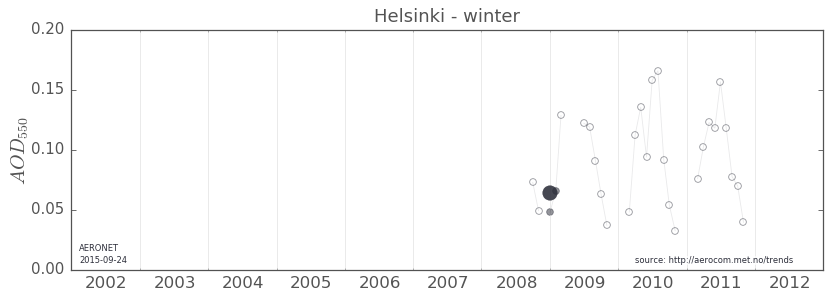 Helsinki - winter
0.20
0.15
0.10
0.05
0.00
AOD550
AERONET
2015-09-24
source: http://aerocom.met.no/trends
2002 2003 2004 2005 2006 2007 2008 2009 2010 2011 2012